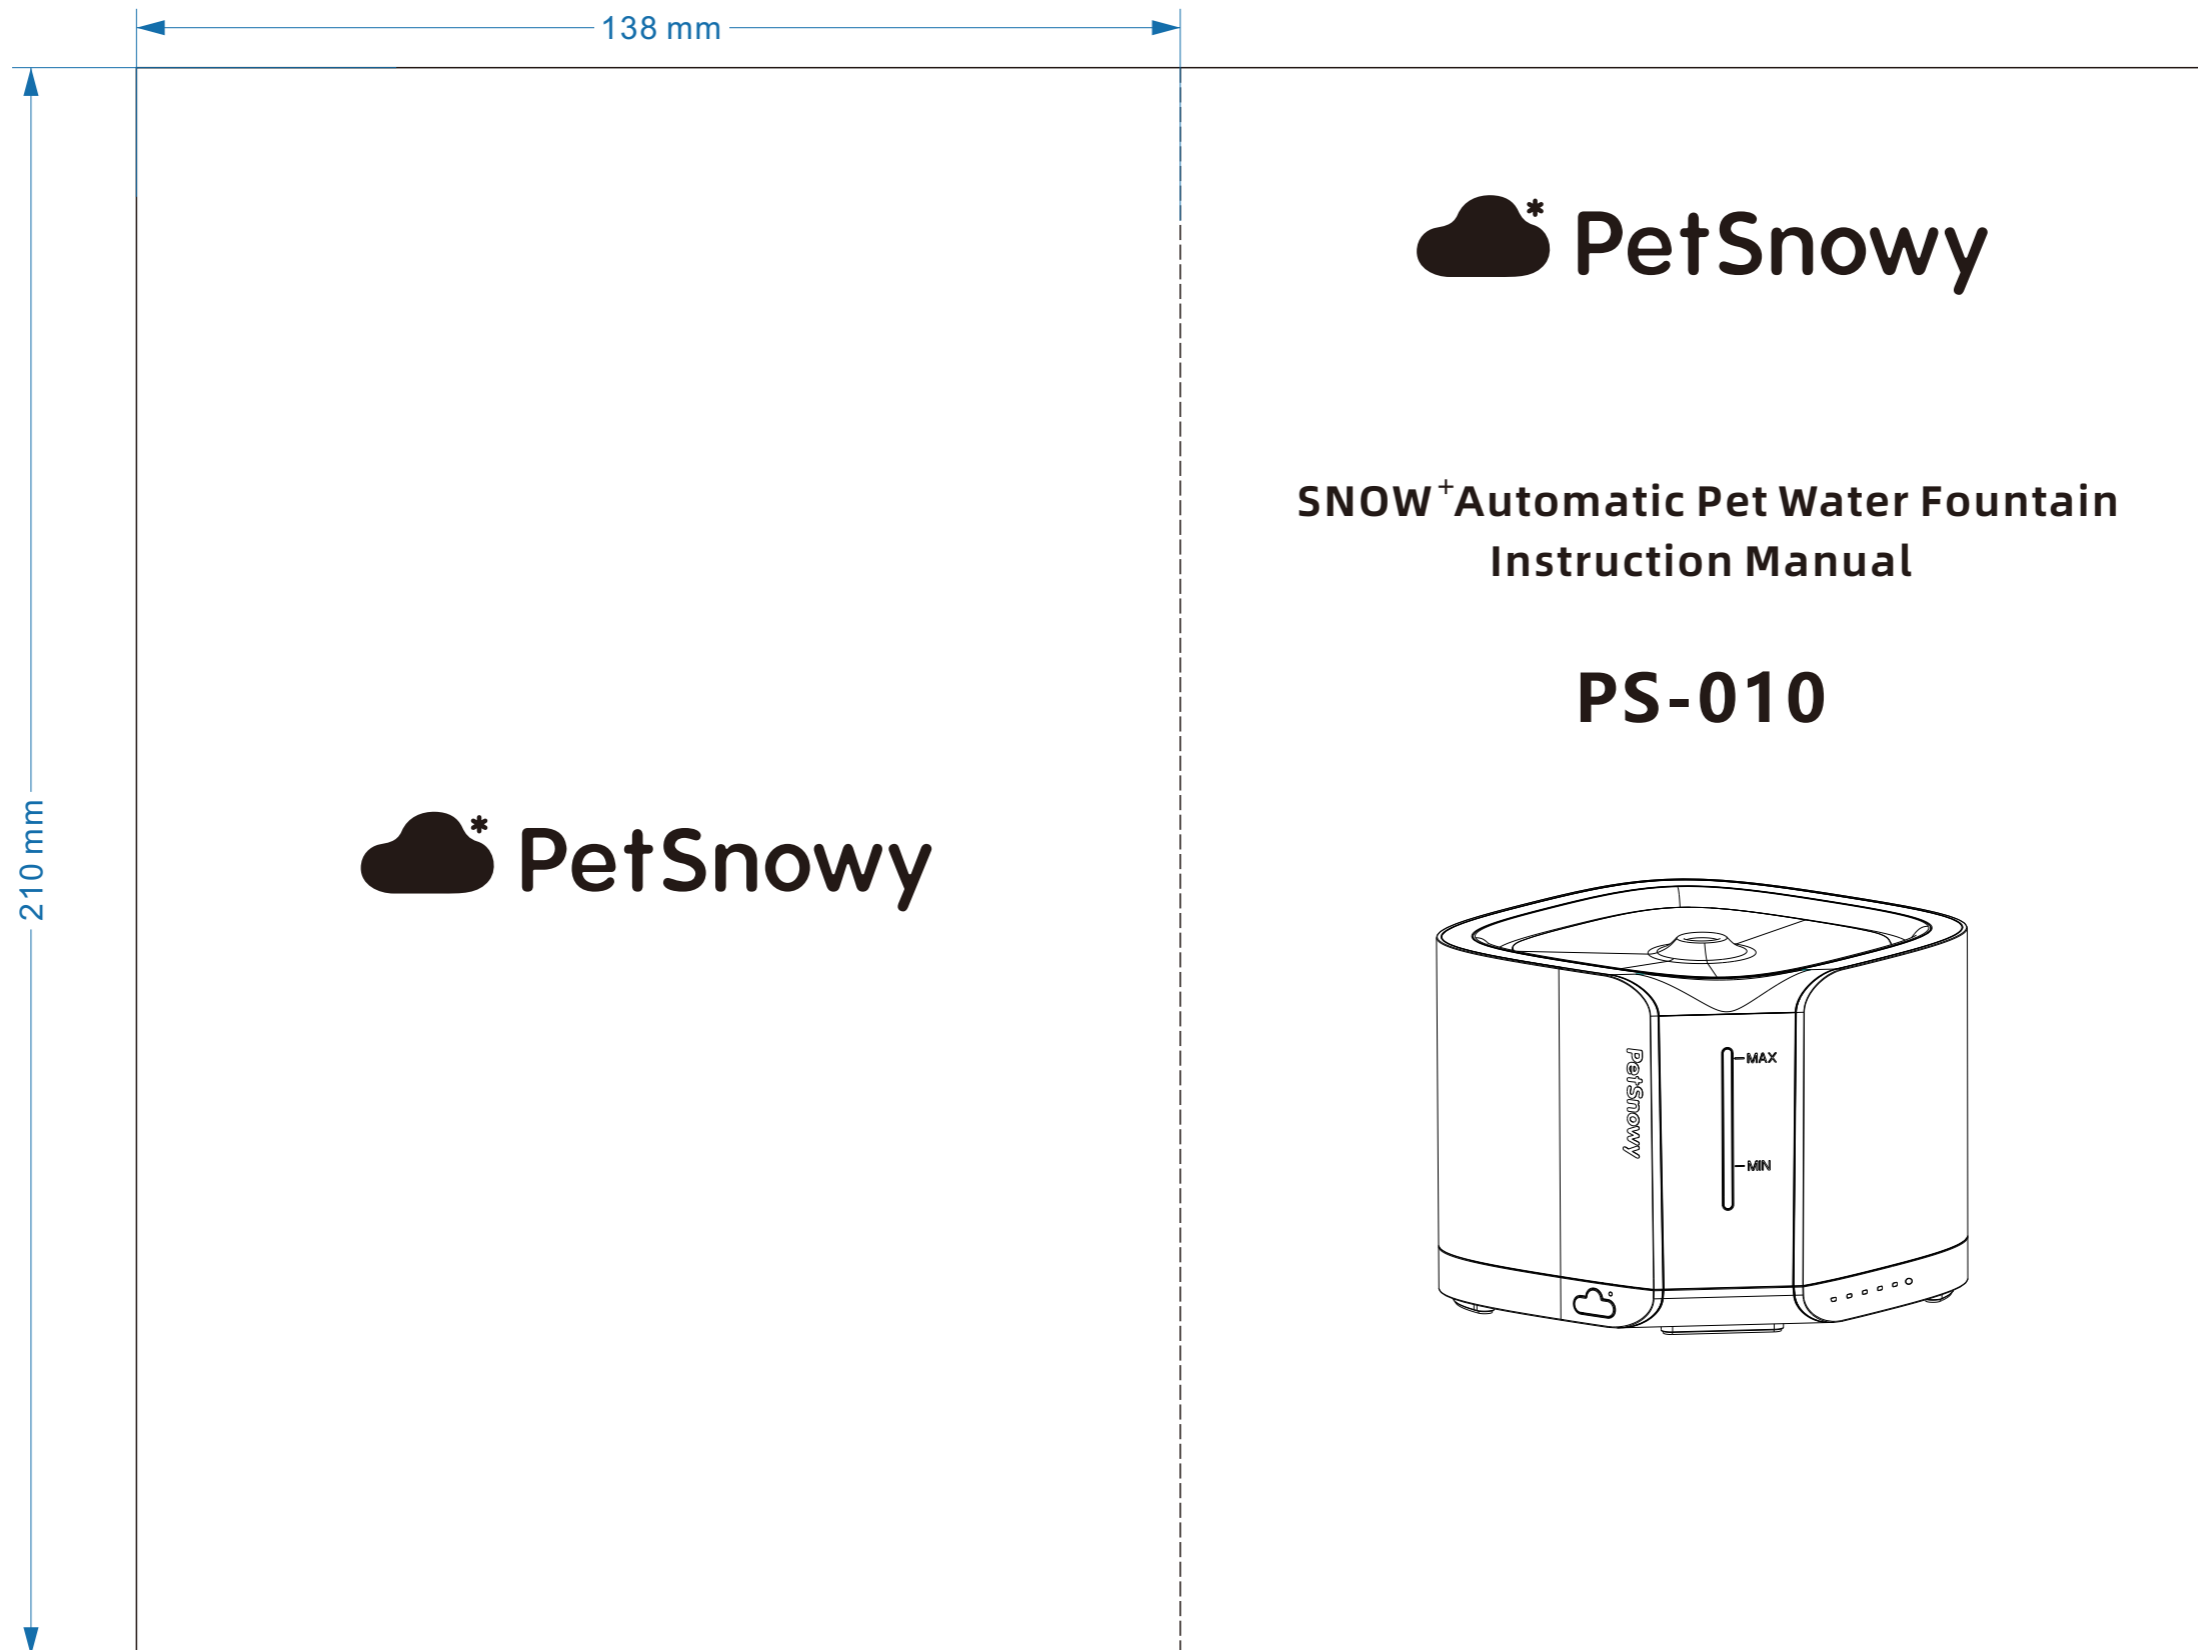 138 mm
210 mm
PetSnowy
PetSnowy
SNOW⁺Automatic Pet Water Fountain
Instruction Manual
PS-010
PetSnowy
MAX
MIN